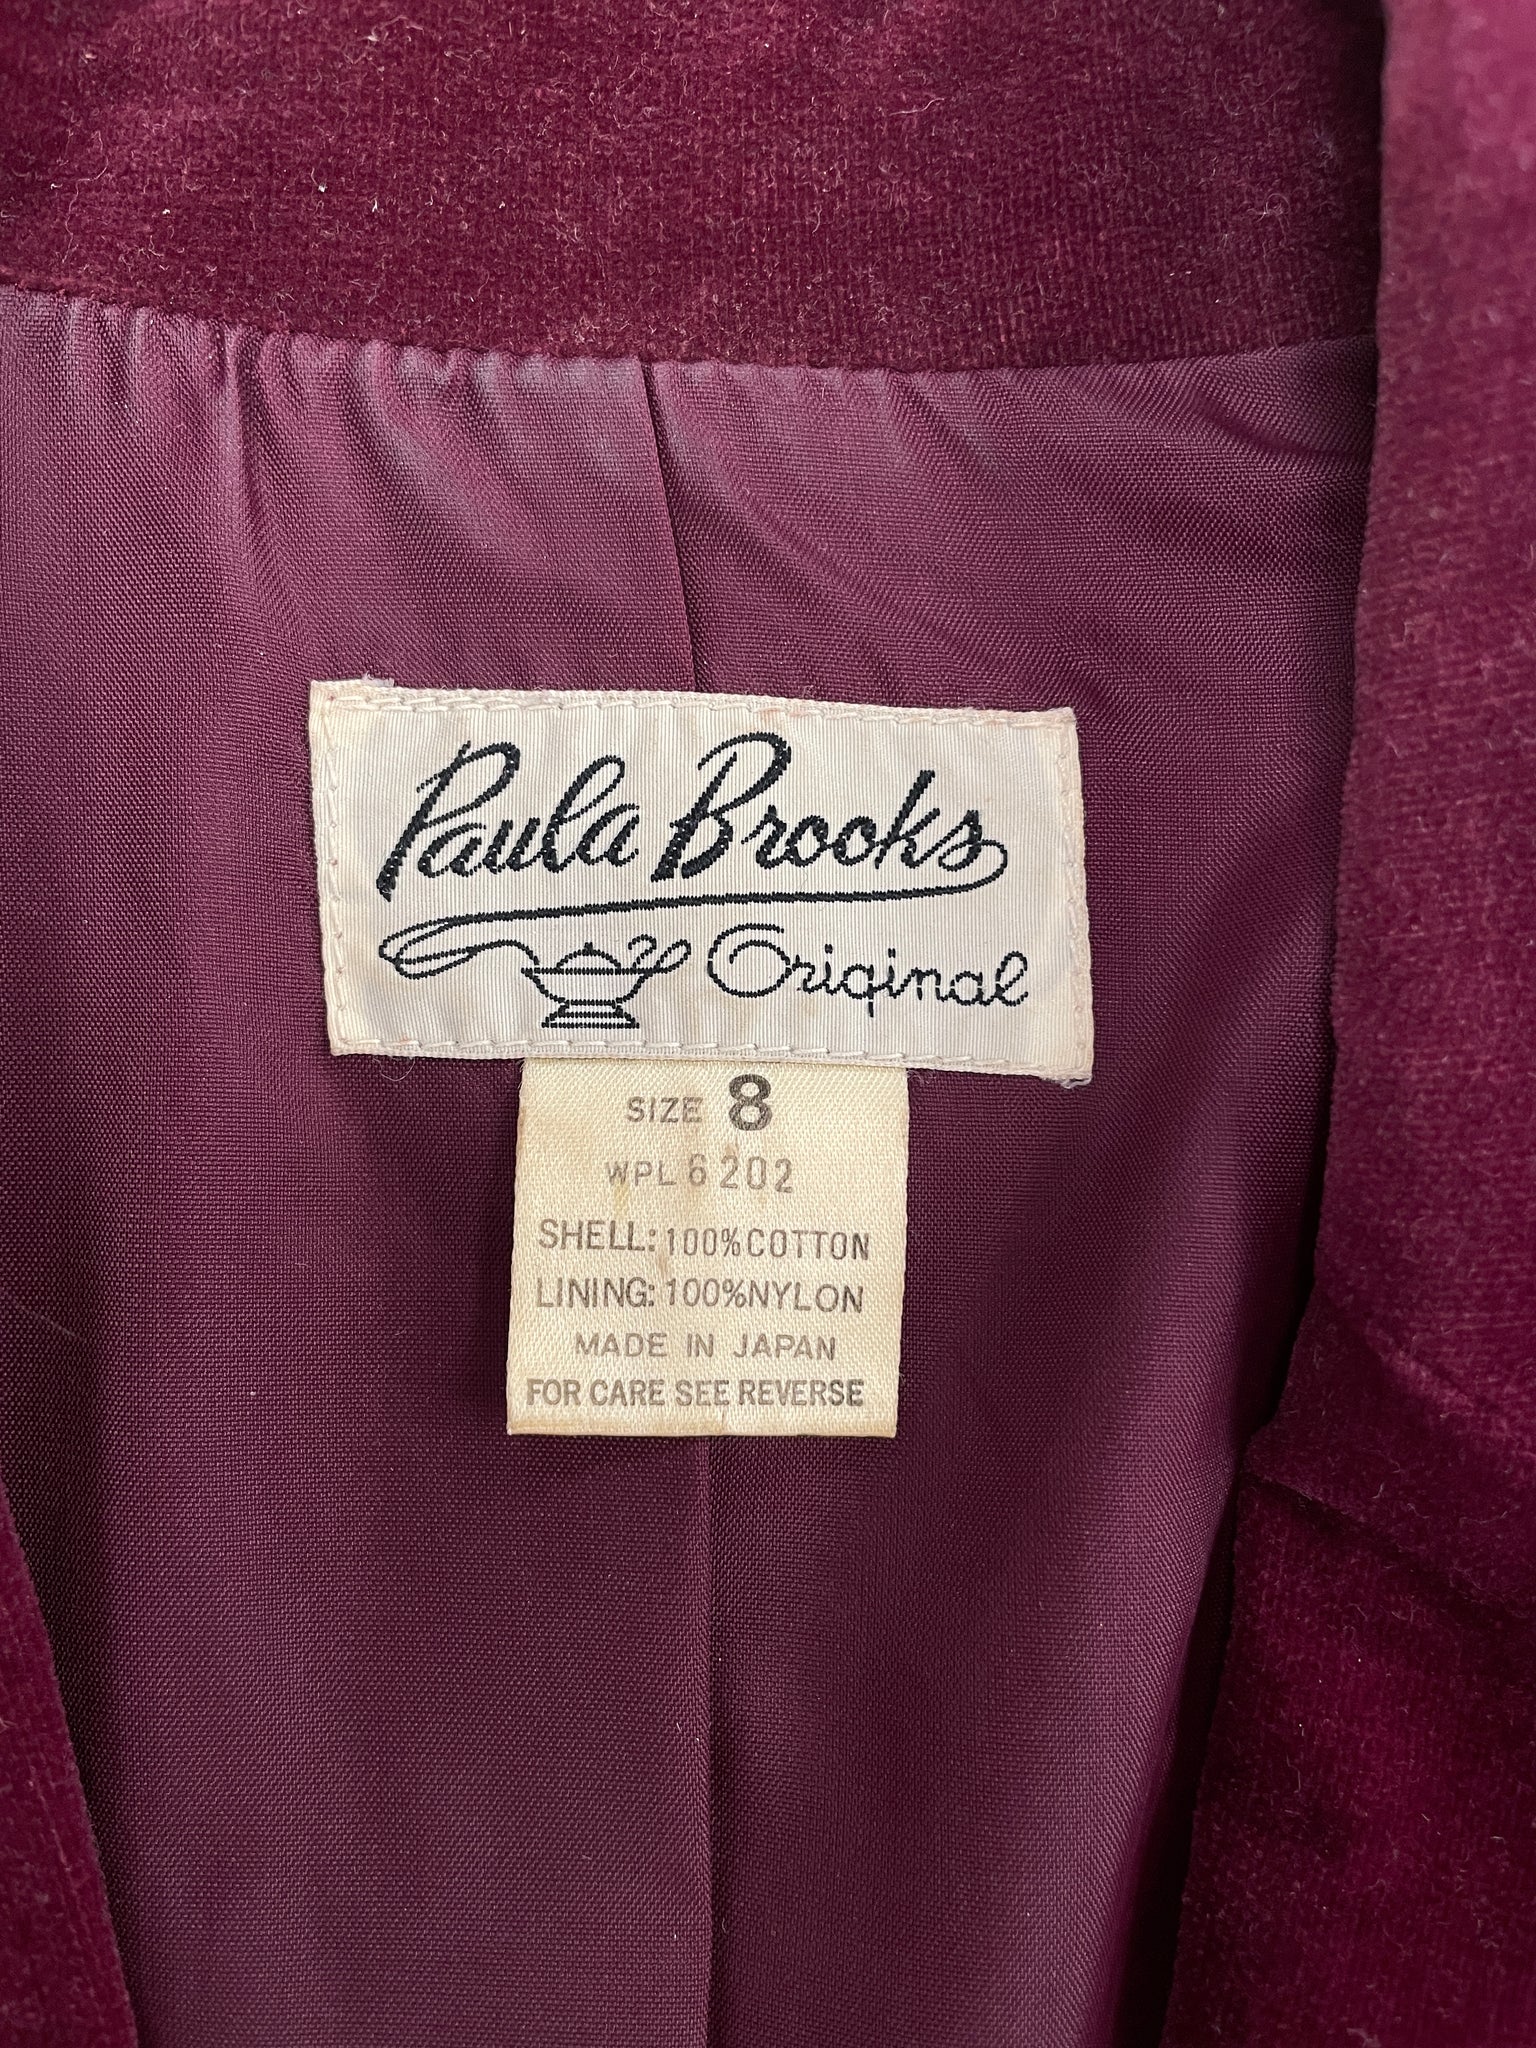 Paula Brooks
Original
SIZE 8
WPL 6202
SHELL: 100% COTTON
LINING: 100% NYLON
MADE IN JAPAN
FOR CARE SEE REVERSE